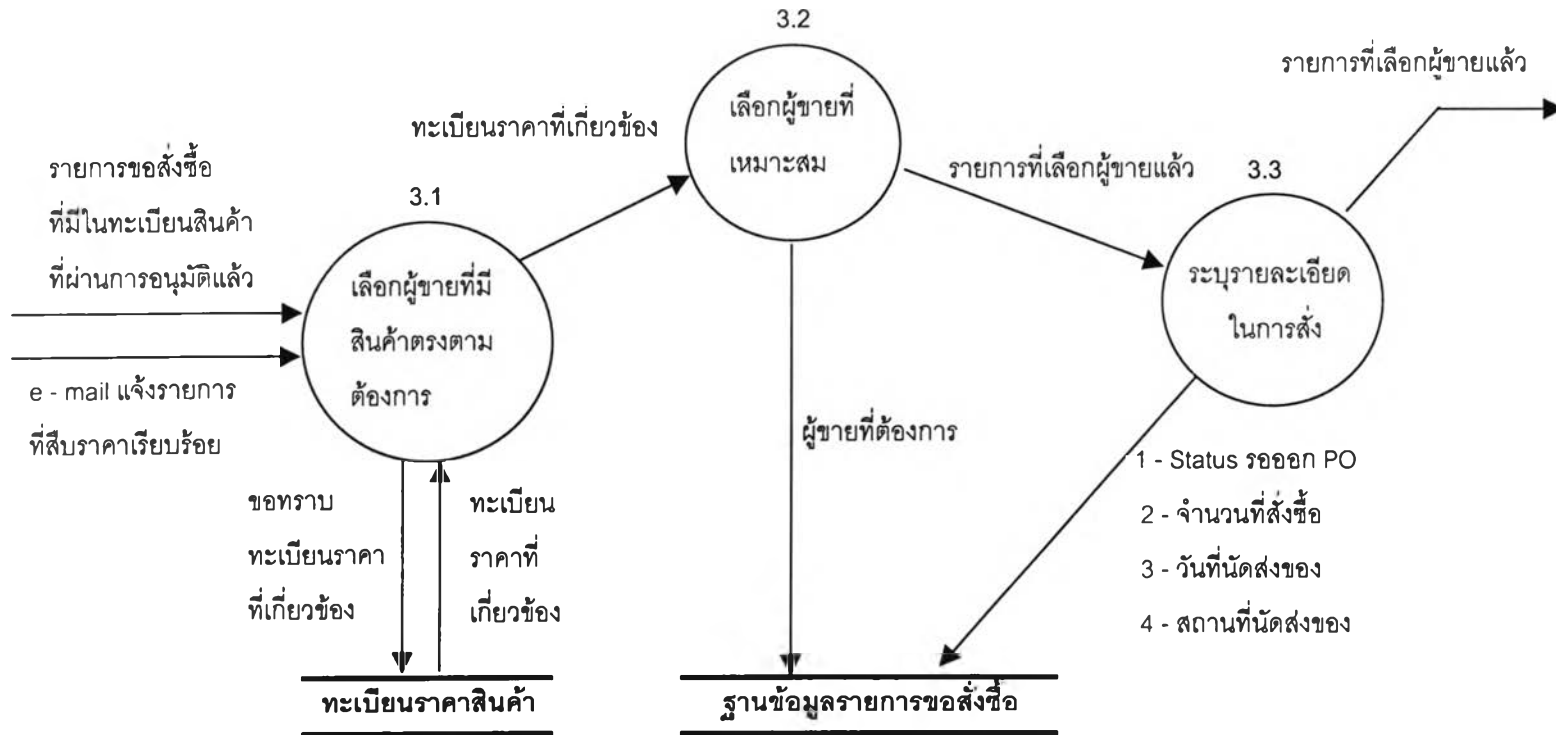 3.2
เลือกผู้ขายที่
เหมาะสม
รายการที่เลือกผู้ขายแล้ว
ทะเบียนราคาที่เกี่ยวข้อง
รายการขอสั่งซื้อ
ที่มีในทะเบียนสินค้า
ที่ผ่านการอนุมัติแล้ว
3.1
เลือกผู้ขายที่มี
สินค้าตรงตาม
ต้องการ
รายการที่เลือกผู้ขายแล้ว
3.3
ระบุรายละเอียด
ในการสั่ง
e - mail แจ้งรายการ
ที่สืบราคาเรียบร้อย
ขอทราบ
ทะเบียนราคา
ที่เกี่ยวข้อง
ทะเบียน
ราคาที่
เกี่ยวข้อง
ผู้ขายที่ต้องการ
1 - Status รอออก PO
2 - จำนวนที่สั่งซื้อ
3 - วันที่นัดส่งของ
4 - สถานที่นัดส่งของ
ทะเบียนราคาสินค้า
ฐานข้อมูลรายการขอสั่งซื้อ